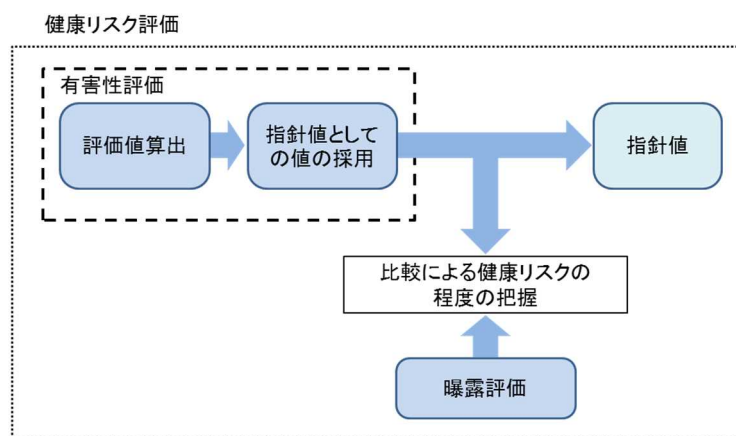 健康リスク評価
有害性評価
評価値算出
指針値として
の値の採用
指針値
比較による健康リスクの
程度の把握
曝露評価